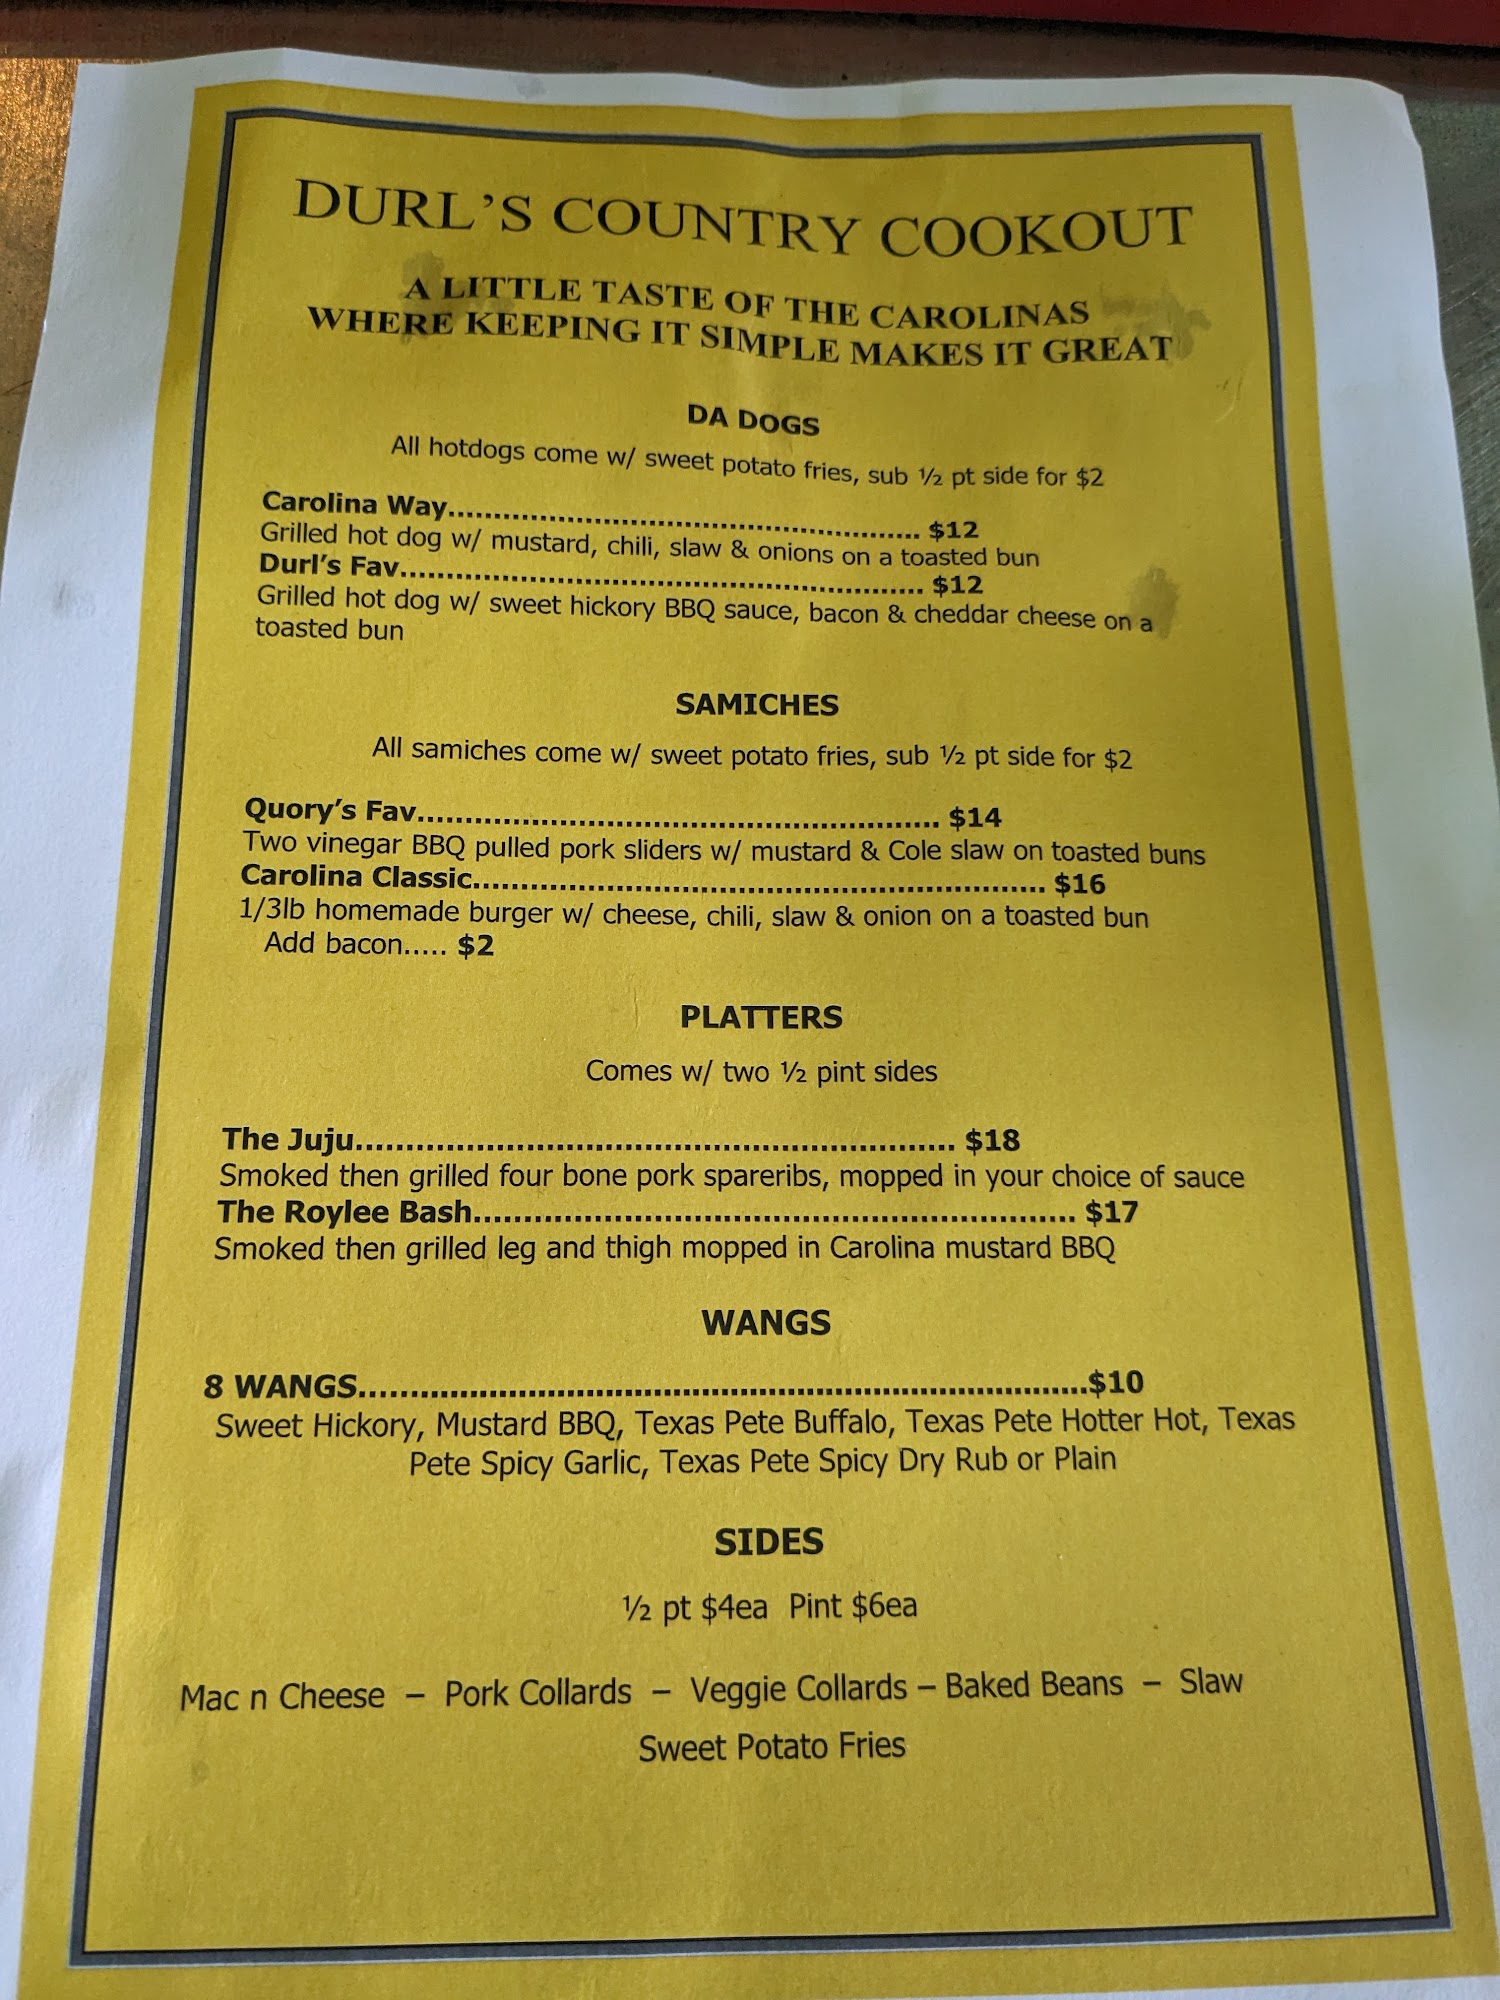 DURL'S COUNTRY COOKOUT
A LITTLE TASTE OF THE CAROLINAS
WHERE KEEPING IT SIMPLE MAKES IT GREAT
DA DOGS
All hotdogs come w/ sweet potato fries, sub ½ pt side for $2
Carolina Way.................................................... $12
Grilled hot dog w/ mustard, chili, slaw & onions on a toasted bun
Durl's Fav.......................................................... $12
Grilled hot dog w/ sweet hickory BBQ sauce, bacon & cheddar cheese on a
toasted bun
SAMICHES
All samiches come w/ sweet potato fries, sub ½ pt side for $2
Quory's Fav....................................................... $14
Two vinegar BBQ pulled pork sliders w/ mustard & Cole slaw on toasted buns
Carolina Classic............................................................ $16
1/3lb homemade burger w/ cheese, chili, slaw & onion on a toasted bun
Add bacon..... $2
PLATTERS
Comes w/ two ½ pint sides
The Juju............................................................ $18
Smoked then grilled four bone pork spareribs, mopped in your choice of sauce
The Roylee Bash............................................................ $17
Smoked then grilled leg and thigh mopped in Carolina mustard BBQ
WANGS
8 WANGS........................................................................$10
Sweet Hickory, Mustard BBQ, Texas Pete Buffalo, Texas Pete Hotter Hot, Texas
Pete Spicy Garlic, Texas Pete Spicy Dry Rub or Plain
SIDES
½ pt $4ea Pint $6ea
Mac n Cheese – Pork Collards – Veggie Collards – Baked Beans – Slaw
Sweet Potato Fries